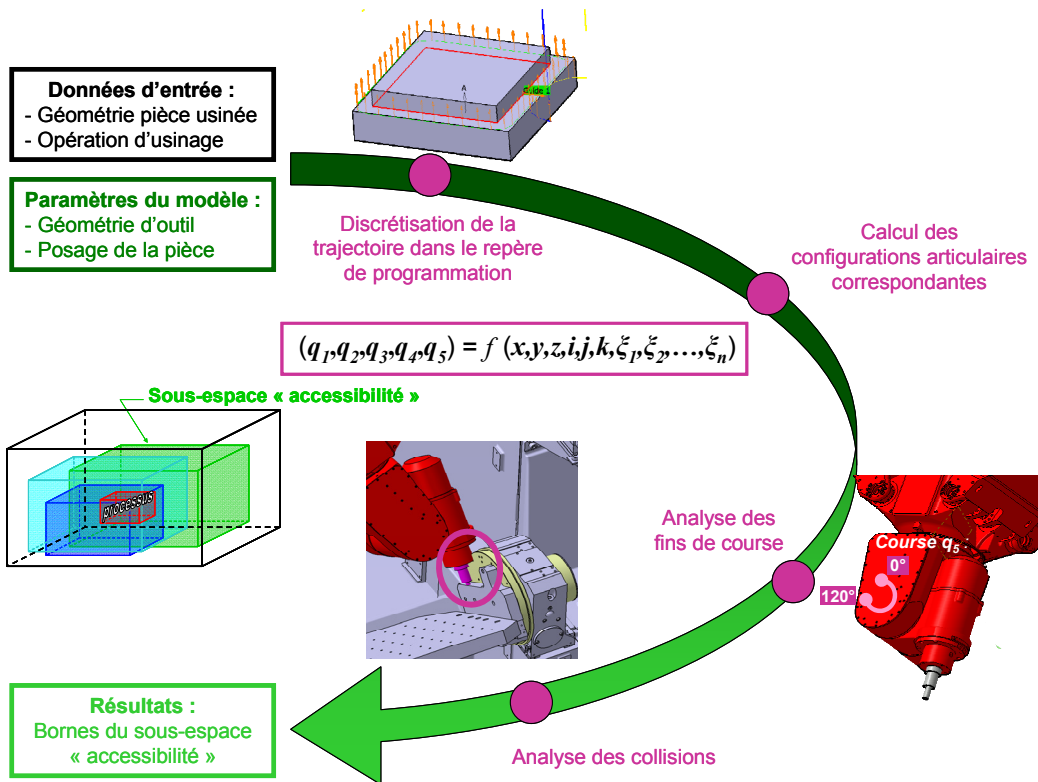 Données d'entrée :
- Géométrie pièce usinée
- Opération d'usinage
A
Guide 1
Paramètres du modèle :
- Géométrie d'outil
- Posage de la pièce
Discrétisation de la
trajectoire dans le repère
de programmation
Calcul des
configurations articulaires
correspondantes
(q1,q2,q3,q4,q5) = f (x,y,z,i,j,k,ξ1,ξ2,…,ξn)
Sous-espace « accessibilité »
processus
Analyse des
fins de course
Course q5
0°
120°
Résultats :
Bornes du sous-espace
« accessibilité »
Analyse des collisions